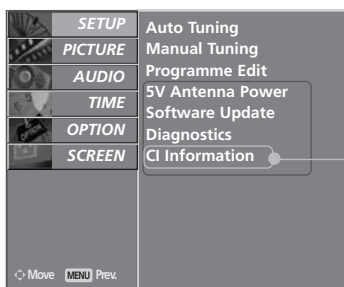 SETUP
PICTURE
AUDIO
TIME
OPTION
SCREEN
Auto Tuning
Manual Tuning
Programme Edit
5V Antenna Power
Software Update
Diagnostics
CI Information
Move MENU Prev.